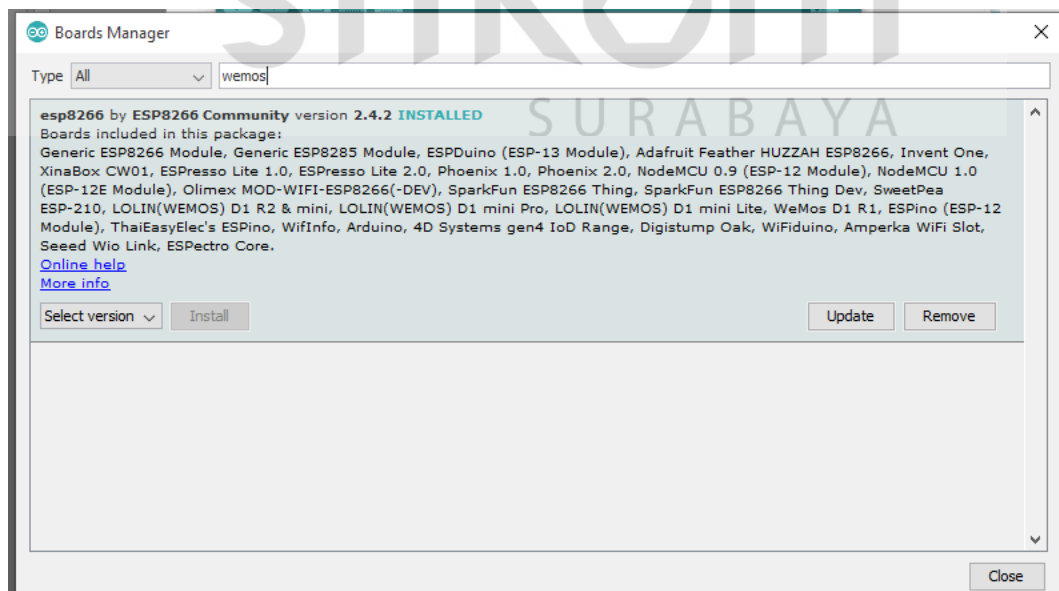 Boards Manager
Type All wemos
esp8266 by ESP8266 Community version 2.4.2 INSTALLED
Boards included in this package:
Generic ESP8266 Module, Generic ESP8285 Module, ESPDuino (ESP-13 Module), Adafruit Feather HUZZAH ESP8266, Invent One,
XinaBox CW01, ESPresso Lite 1.0, ESPresso Lite 2.0, Phoenix 1.0, Phoenix 2.0, NodeMCU 0.9 (ESP-12 Module), NodeMCU 1.0
(ESP-12E Module), Olimex MOD-WIFI-ESP8266(-DEV), SparkFun ESP8266 Thing, SparkFun ESP8266 Thing Dev, SweetPea
ESP-210, LOLIN(WEMOS) D1 R2 & mini, LOLIN(WEMOS) D1 mini Pro, LOLIN(WEMOS) D1 mini Lite, WeMos D1 R1, ESPino (ESP-12
Module), ThaiEasyElec's ESPino, WifInfo, Arduino, 4D Systems gen4 IoD Range, Digistump Oak, WiFiduino, Amperka WiFi Slot,
Seeed Wio Link, ESPectro Core.
Online help
More info
Select version Install Update Remove
Close
SURABAYA